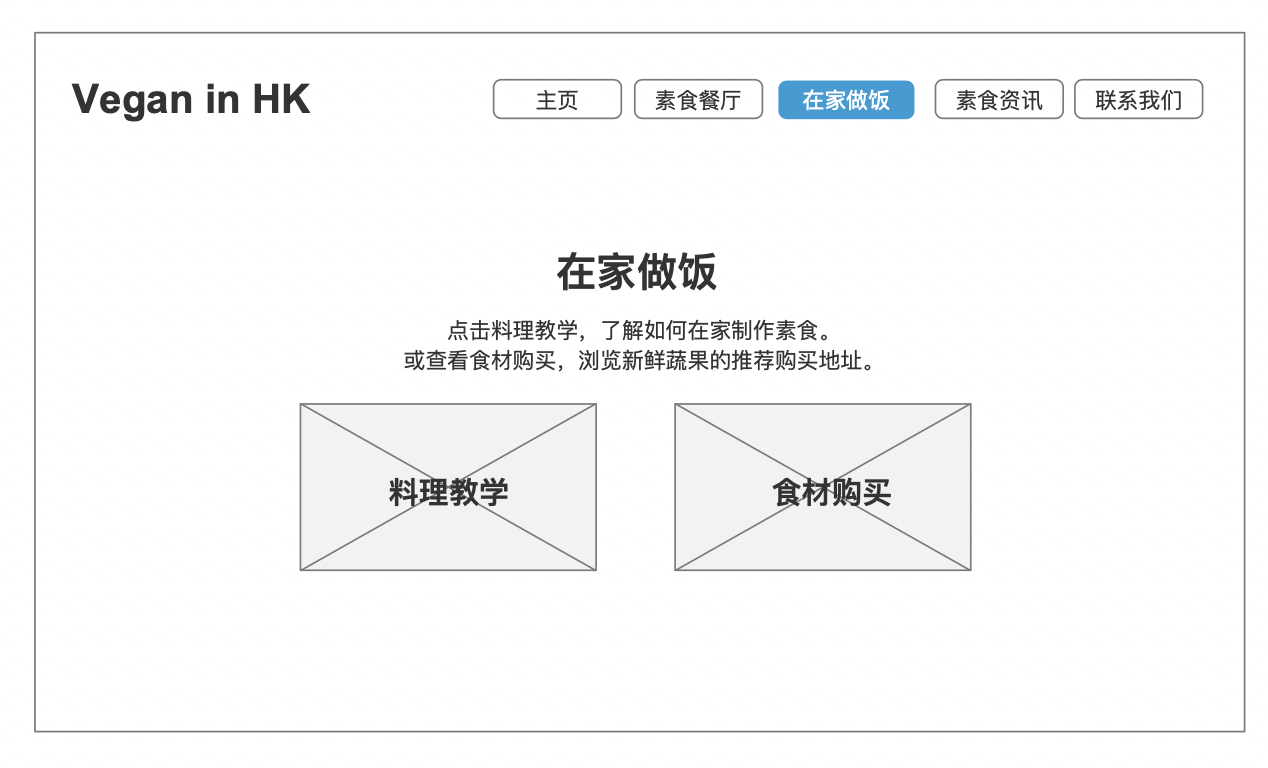 Vegan in HK
主页
素食餐厅
在家做饭
素食资讯
联系我们
在家做饭
点击料理教学，了解如何在家制作素食。
或查看食材购买，浏览新鲜蔬果的推荐购买地址。
料理教学
食材购买